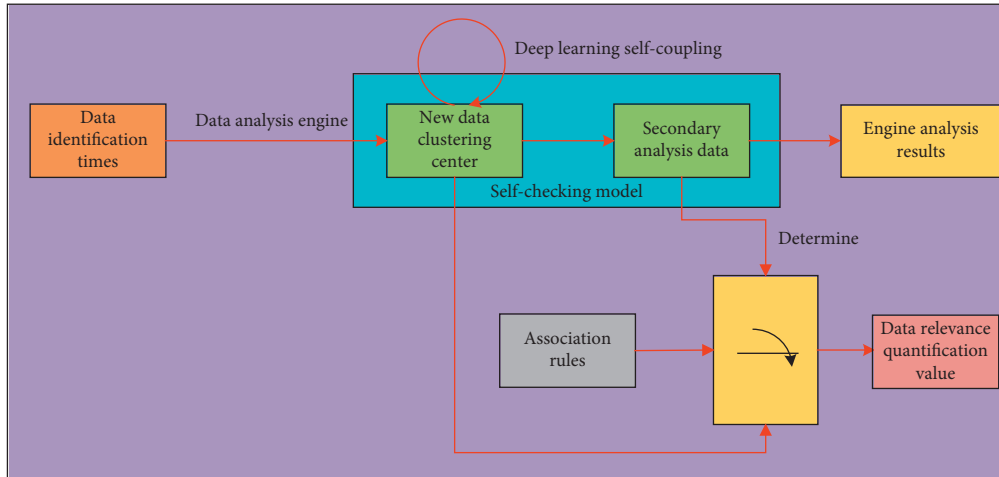 Deep learning self-coupling
Data
identification
times
Data analysis engine
New data
clustering
center
Secondary
analysis data
Engine analysis
results
Self-checking model
Determine
Association
rules
Data relevance
quantification
value